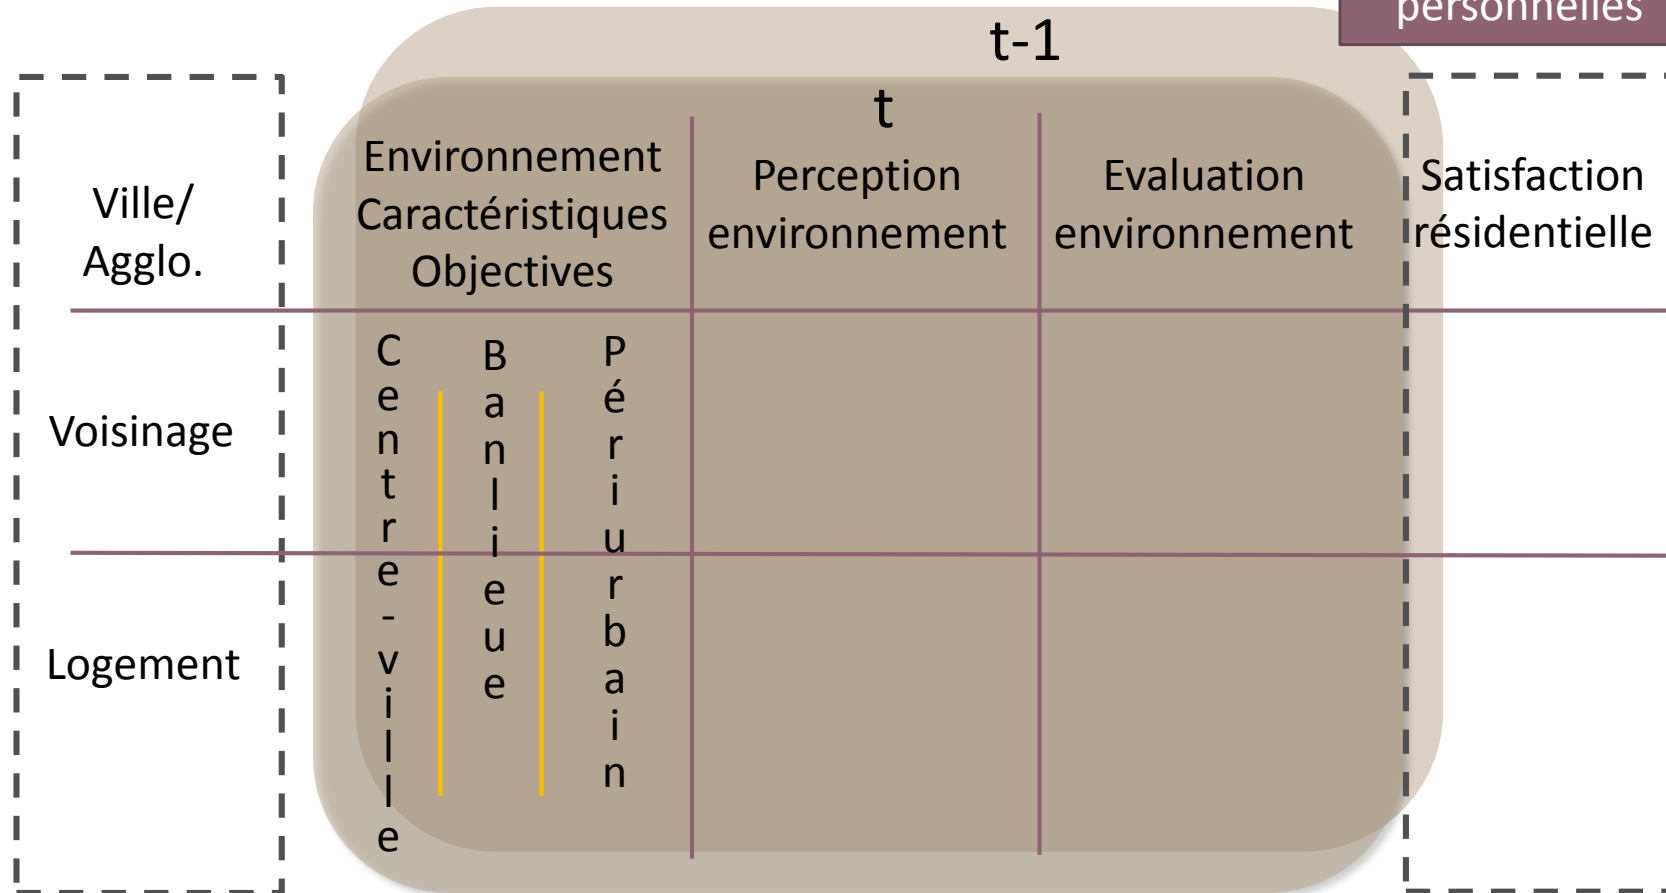 personnelles
t-1
t
Ville/
Agglo.
Environnement
Caractéristiques
Objectives
Perception
environnement
Evaluation
environnement
Satisfaction
résidentielle
Voisinage
Logement
Centre-ville
Banlieue
Périurbain